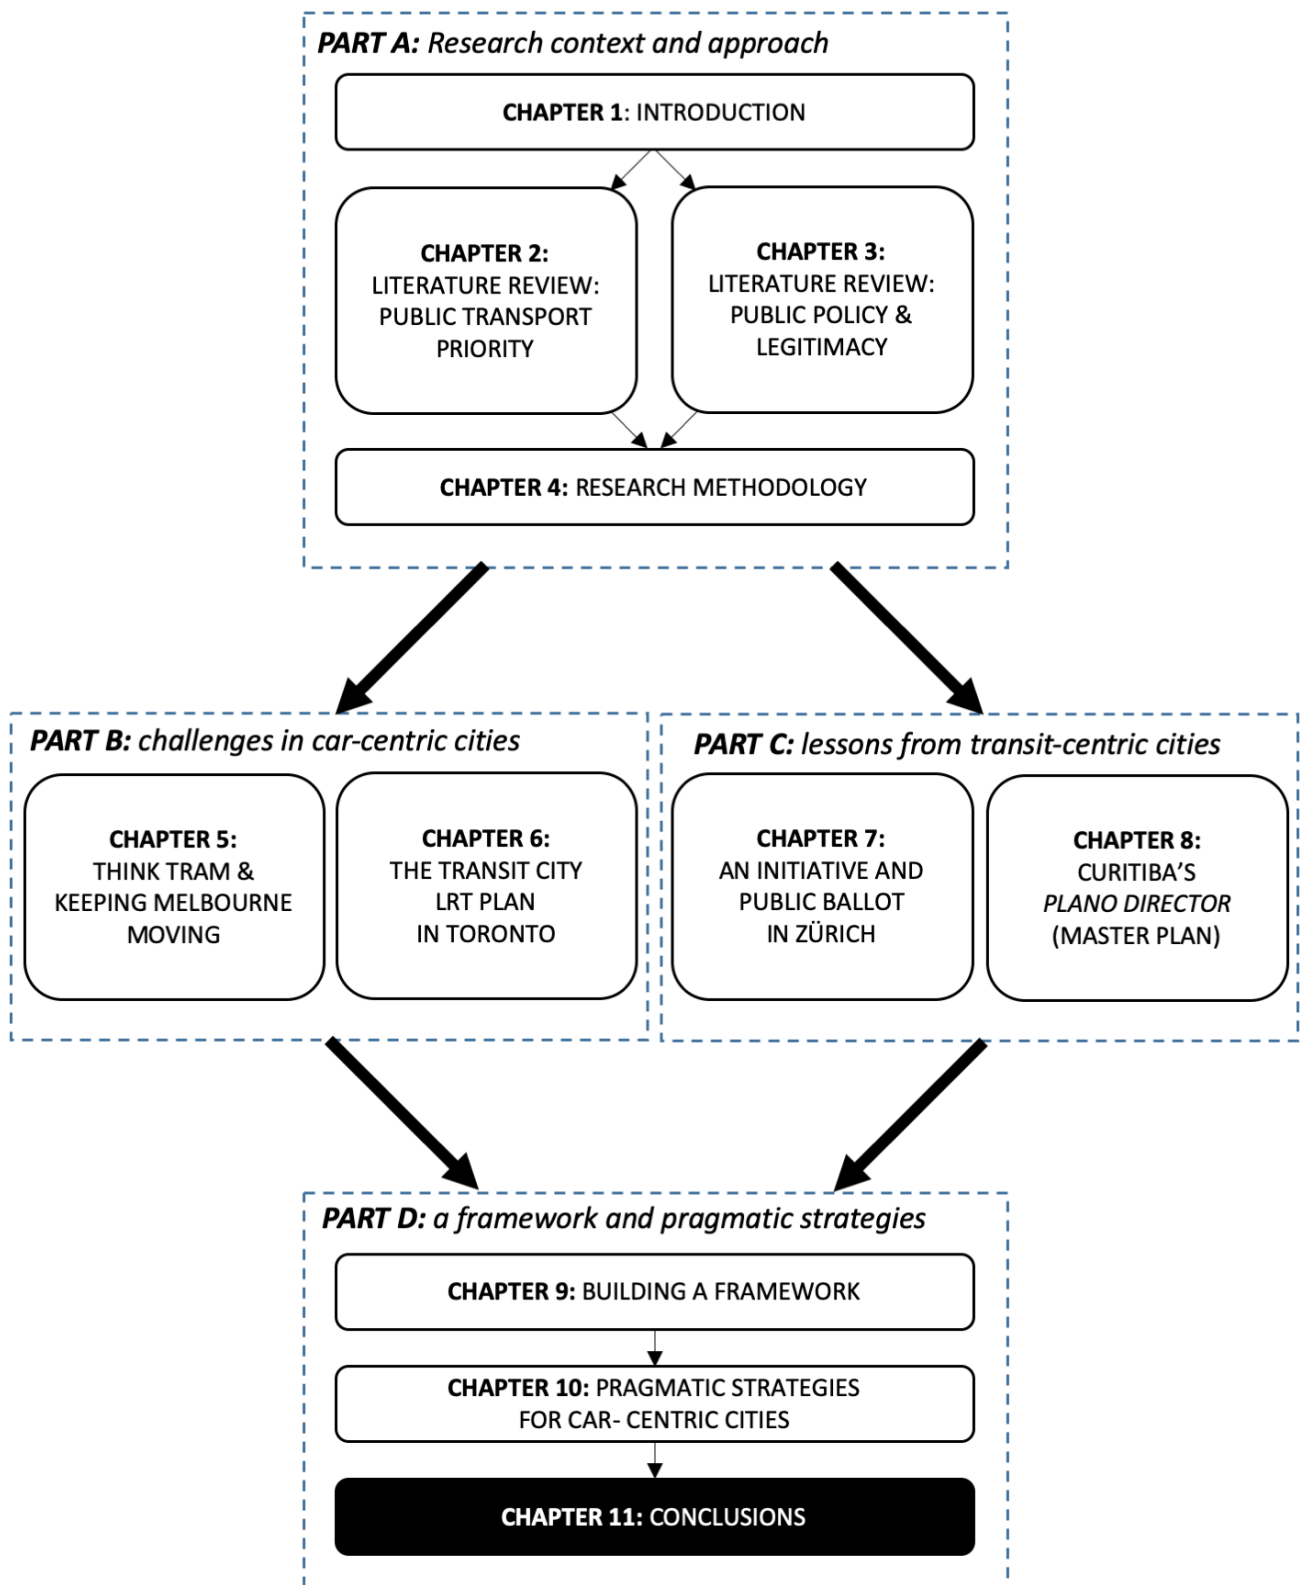 PART A: Research context and approach
CHAPTER 1: INTRODUCTION
CHAPTER 2:
LITERATURE REVIEW:
PUBLIC TRANSPORT
PRIORITY
CHAPTER 3:
LITERATURE REVIEW:
PUBLIC POLICY &
LEGITIMACY
CHAPTER 4: RESEARCH METHODOLOGY
PART B: challenges in car-centric cities
CHAPTER 5:
THINK TRAM &
KEEPING MELBOURNE
MOVING
CHAPTER 6:
THE TRANSIT CITY
LRT PLAN
IN TORONTO
PART C: lessons from transit-centric cities
CHAPTER 7:
AN INITIATIVE AND
PUBLIC BALLOT
IN ZÜRICH
CHAPTER 8:
CURITIBA’S
PLANO DIRECTOR
(MASTER PLAN)
PART D: a framework and pragmatic strategies
CHAPTER 9: BUILDING A FRAMEWORK
CHAPTER 10: PRAGMATIC STRATEGIES
FOR CAR- CENTRIC CITIES
CHAPTER 11: CONCLUSIONS